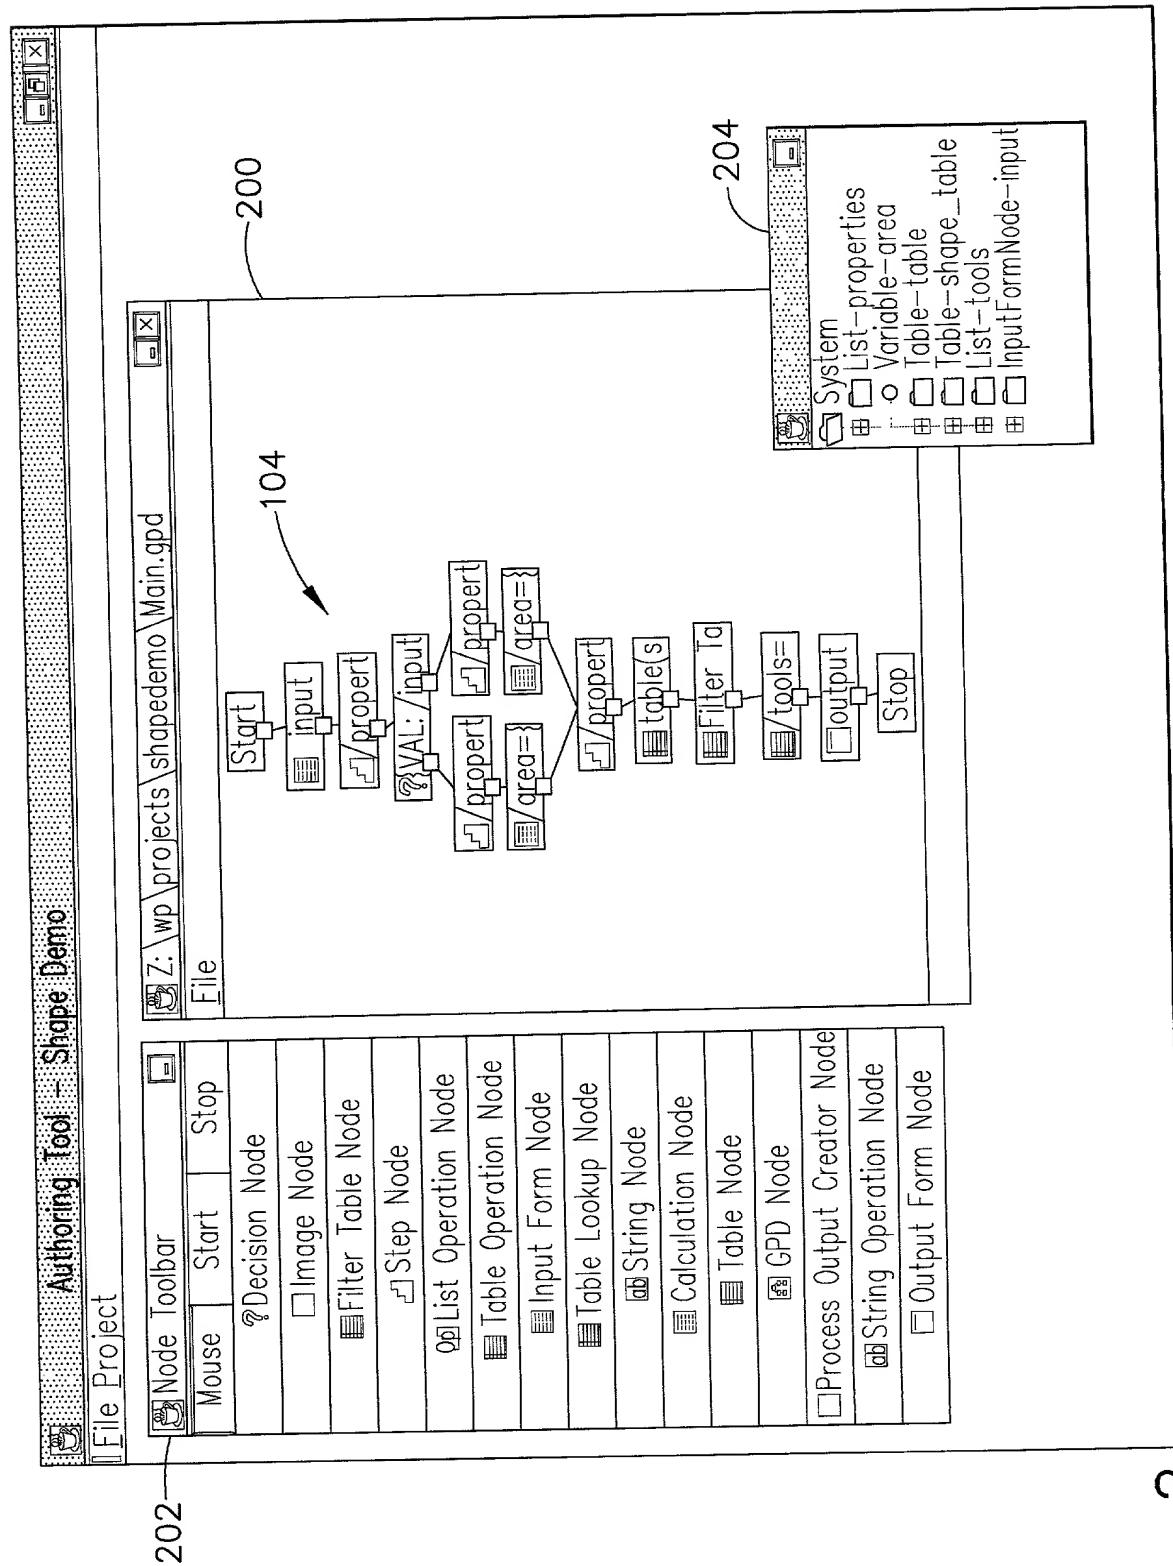 Authoring Tool - Shape Demo
File Project
202
Node Toolbar
Mouse Start Stop
?Decision Node
Image Node
Filter Table Node
Step Node
op List Operation Node
Table Operation Node
Input Form Node
Table Lookup Node
ab String Node
Calculation Node
Table Node
GPD Node
Process Output Creator Node
ab String Operation Node
Output Form Node
Z:\wp\projects\shapedemo\Main.gpd
File
200
104
Start
input
/propert
?{VAL:/input
/propert
/propert
/area={
/area={
/propert
table(s
Filter Ta
/tools=
output
Stop
204
System
List-properties
Variable-area
Table-table
Table-shape_table
List-tools
InputFormNode-input